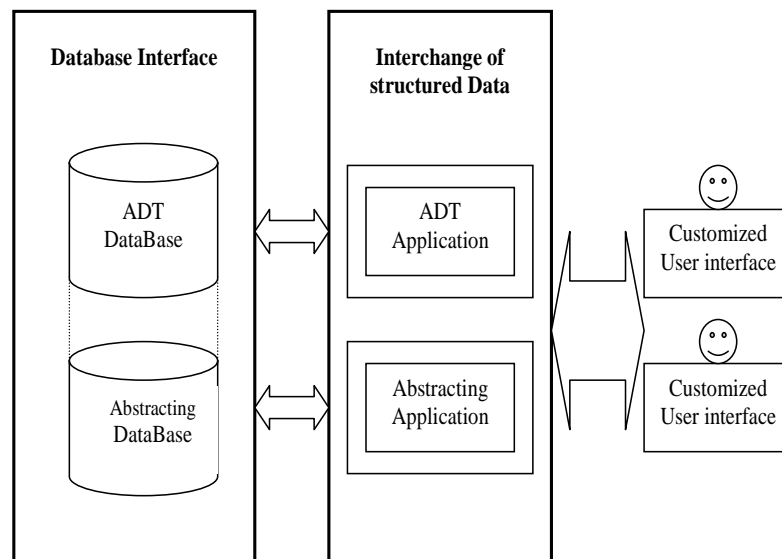 Database Interface
Interchange of
structured Data
ADT
DataBase
ADT
Application
Customized
User interface
Abstracting
DataBase
Abstracting
Application
Customized
User interface